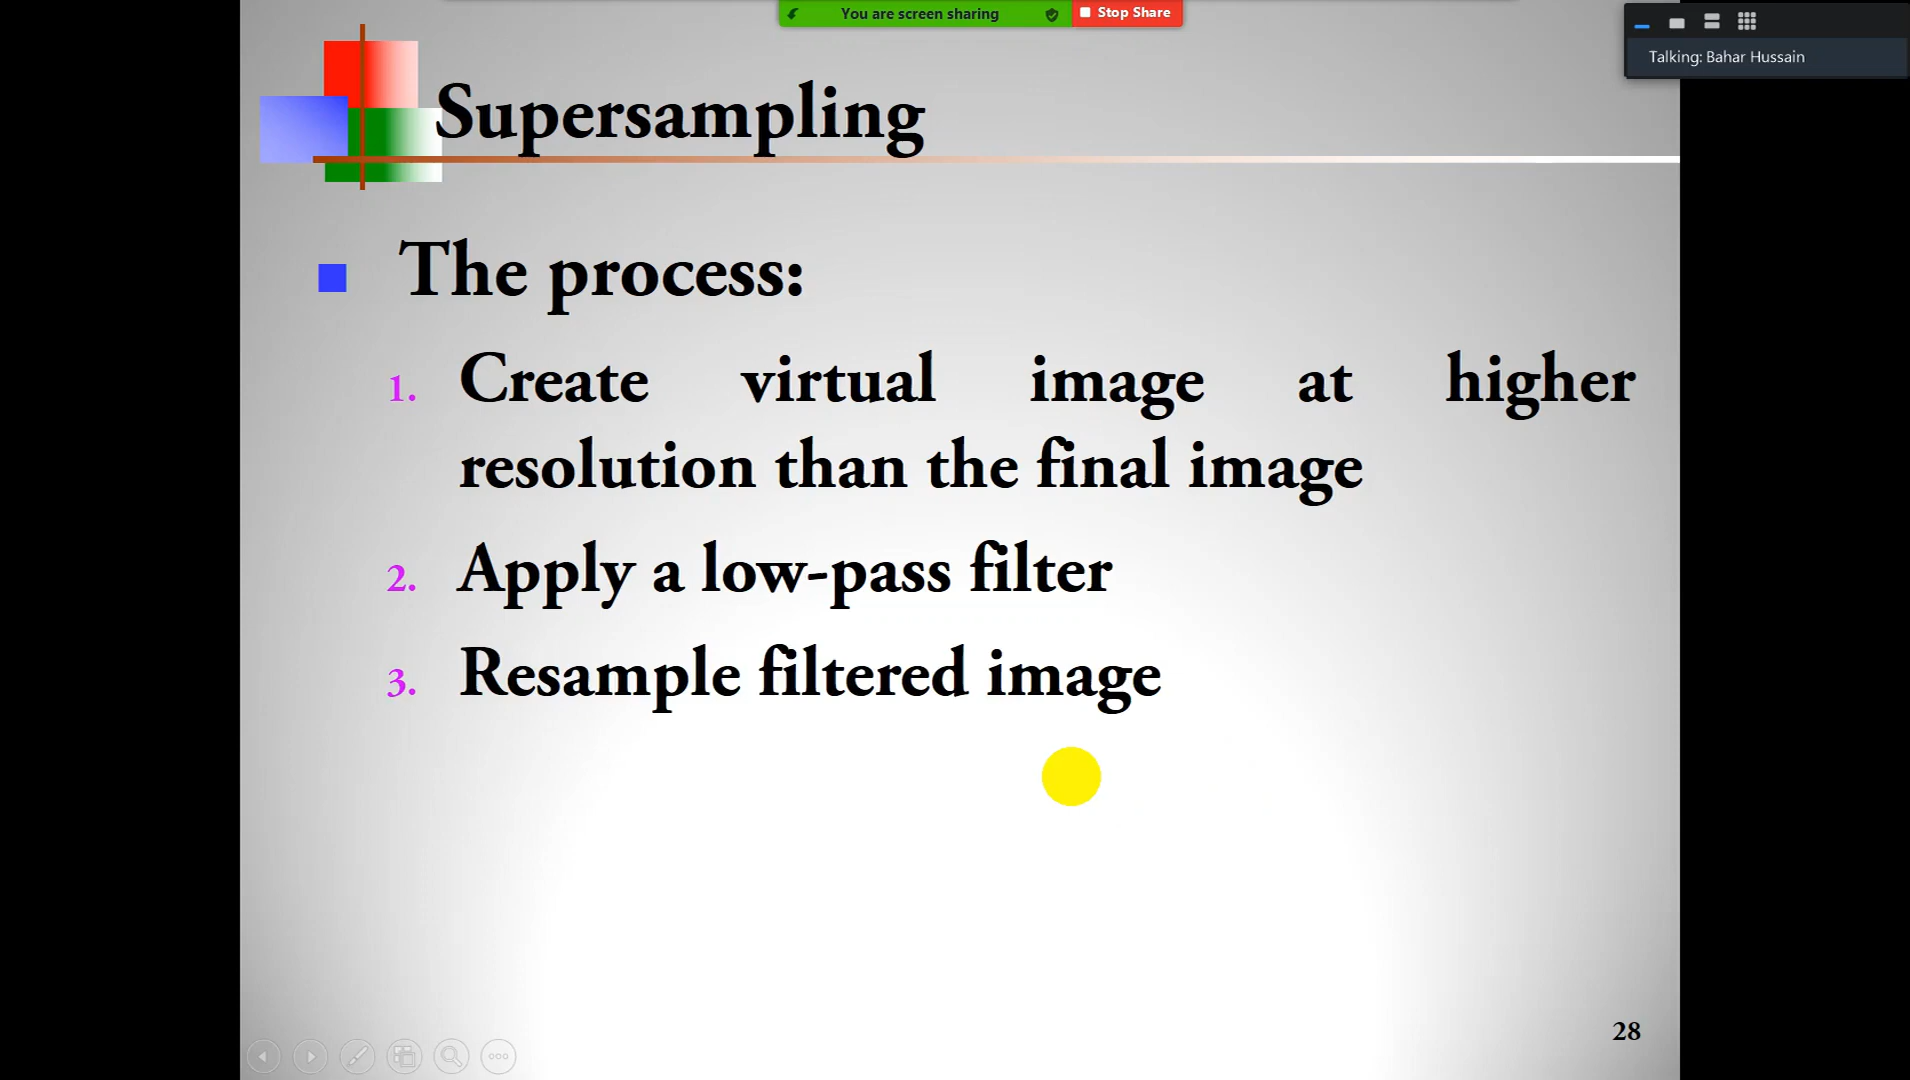 You are screen sharing
Stop Share
Talking: Bahar Hussain
Supersampling
The process:
1. Create virtual image at higher
resolution than the final image
2. Apply a low-pass filter
3. Resample filtered image
28